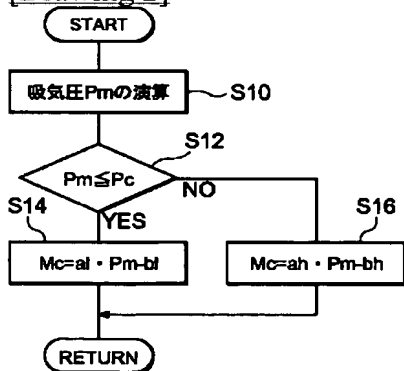 START
吸気圧Pmの演算
S10
S12
Pm≦Pc
NO
YES
S14
S16
Mc=al・Pm-bl
Mc=ah・Pm-bh
RETURN